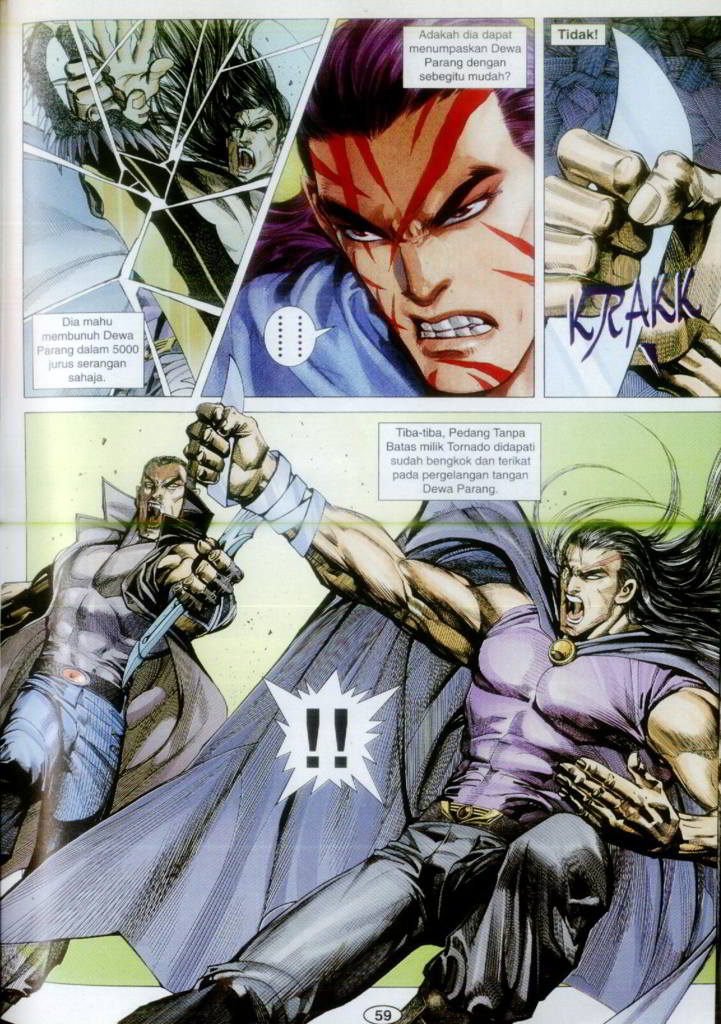 Dia mahu
membunuh Dewa
Parang dalam 5000
jurus serangan
sahaja.
Adakah dia dapat
menumpaskan Dewa
Parang dengan
sebegitu mudah?
Tidak!
KRAKK
Tiba-tiba, Pedang Tanpa
Batas milik Tornado didapati
sudah bengkok dan terikat
pada pergelangan tangan
Dewa Parang.
!!
59